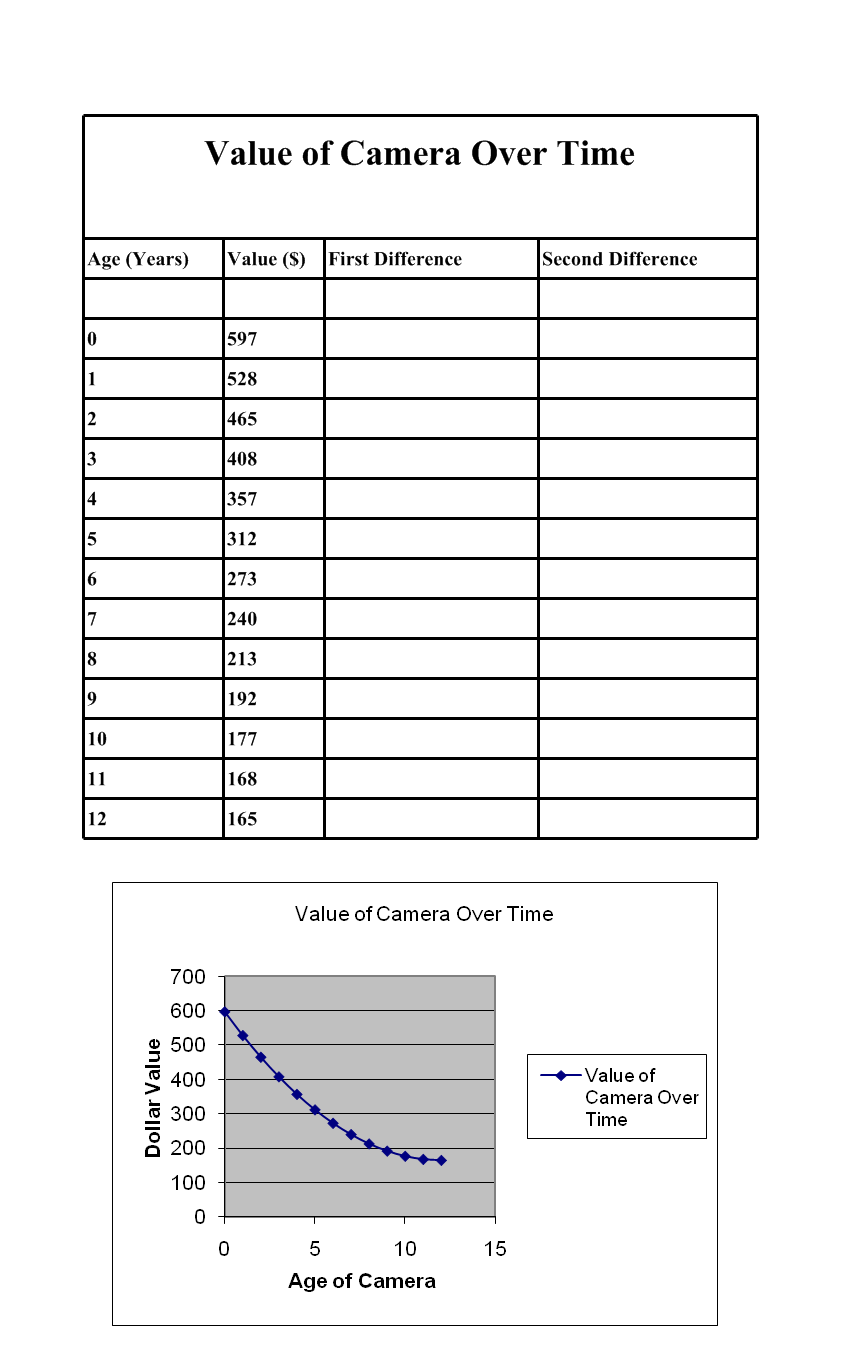 Value of Camera Over Time
Age (Years) Value ($) First Difference Second Difference
0 597
1 528
2 465
3 408
4 357
5 312
6 273
7 240
8 213
9 192
10 177
11 168
12 165
Value of Camera Over Time
700
600
500
400
300
200
100
0
Dollar Value
0 5 10 15
Age of Camera
Value of
Camera Over
Time